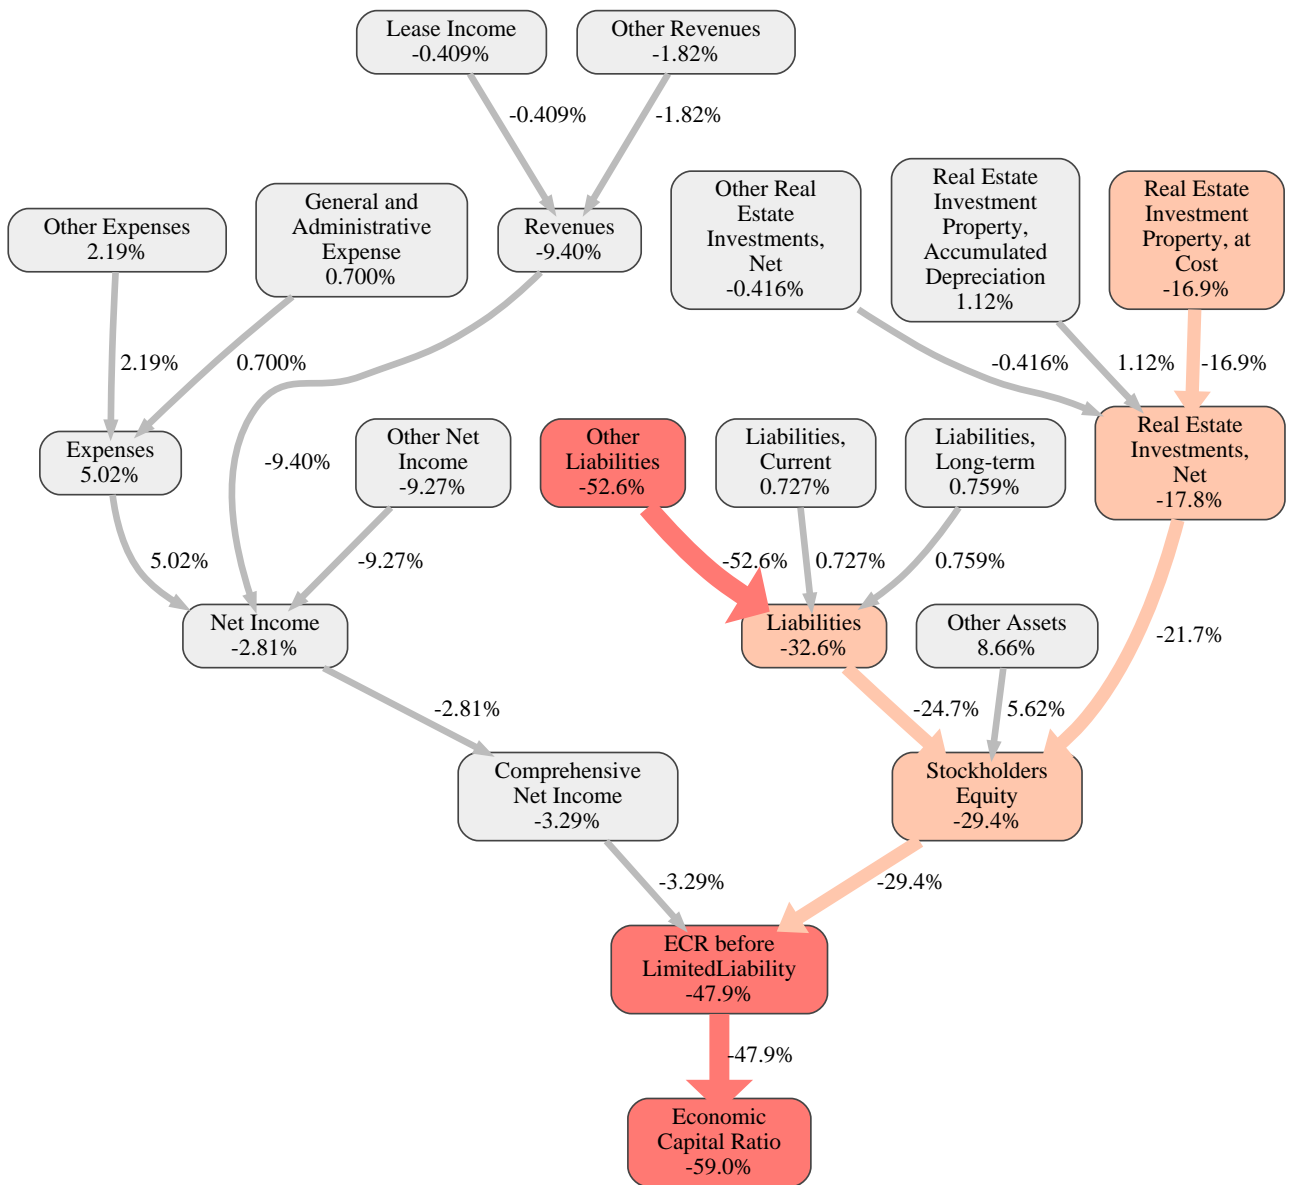 Lease Income
-0.409%
Other Revenues
-1.82%
-0.409%
-1.82%
Other Expenses
2.19%
General and
Administrative
Expense
0.700%
Revenues
-9.40%
Other Real
Estate
Investments,
Net
-0.416%
Real Estate
Investment
Property,
Accumulated
Depreciation
1.12%
Real Estate
Investment
Property, at
Cost
-16.9%
2.19%
0.700%
-0.416%
1.12%
-16.9%
Expenses
5.02%
-9.40%
Other Net
Income
-9.27%
Other
Liabilities
-52.6%
Liabilities,
Current
0.727%
Liabilities,
Long-term
0.759%
Real Estate
Investments,
Net
-17.8%
5.02%
-9.27%
-52.6%
0.727%
0.759%
Net Income
-2.81%
Liabilities
-32.6%
Other Assets
8.66%
-21.7%
-2.81%
-24.7%
5.62%
Comprehensive
Net Income
-3.29%
Stockholders
Equity
-29.4%
-3.29%
-29.4%
ECR before
LimitedLiability
-47.9%
-47.9%
Economic
Capital Ratio
-59.0%